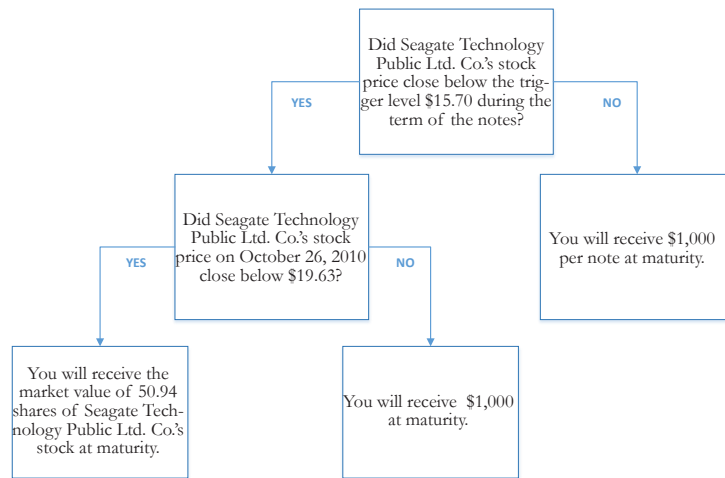 Did Seagate Technology
Public Ltd. Co.'s stock
price close below the trig-
ger level $15.70 during the
term of the notes?
YES
NO
Did Seagate Technology
Public Ltd. Co.'s stock
price on October 26, 2010
close below $19.63?
You will receive $1,000
per note at maturity.
YES
NO
You will receive the
market value of 50.94
shares of Seagate Tech-
nology Public Ltd. Co.'s
stock at maturity.
You will receive $1,000
at maturity.